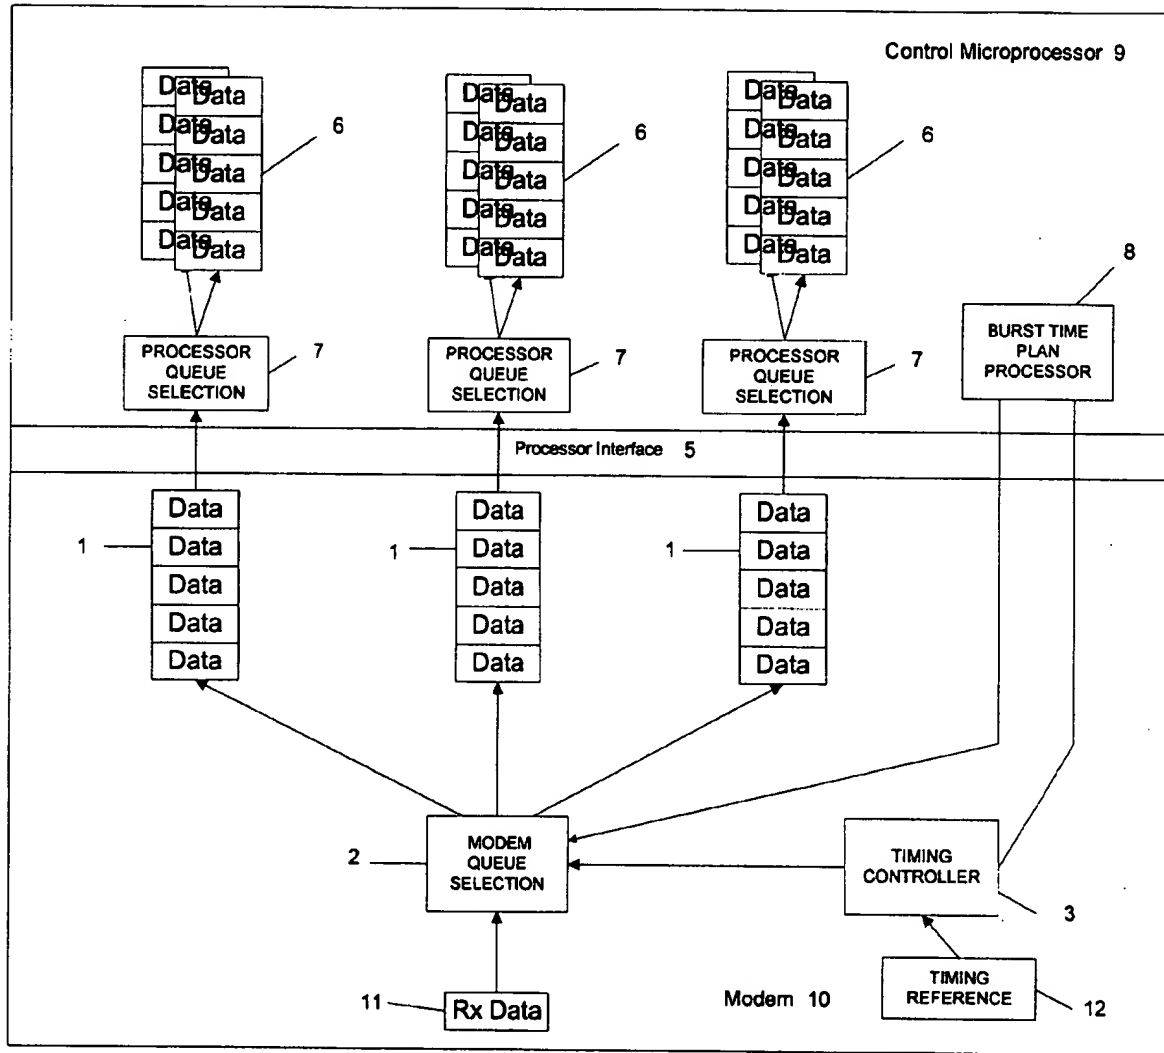 Control Microprocessor 9
Data Data
Data Data
Data Data
Data Data
Data Data
6
Data Data
Data Data
Data Data
Data Data
Data Data
6
Data Data
Data Data
Data Data
Data Data
Data Data
6
8
BURST TIME
PLAN
PROCESSOR
PROCESSOR
QUEUE
SELECTION
7
PROCESSOR
QUEUE
SELECTION
7
PROCESSOR
QUEUE
SELECTION
7
Processor Interface 5
1
Data
Data
Data
Data
Data
1
Data
Data
Data
Data
Data
1
Data
Data
Data
Data
Data
2
MODEM
QUEUE
SELECTION
TIMING
CONTROLLER
3
11
Rx Data
Modem 10
TIMING
REFERENCE
12